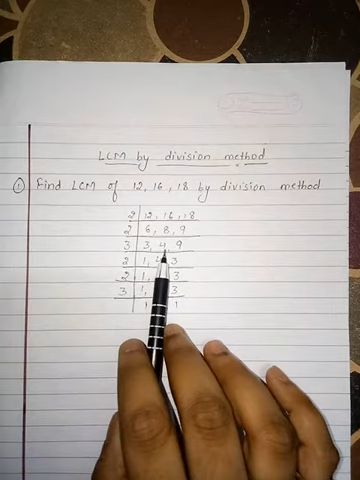 LCM by division method
① Find LCM of 12, 16, 18 by division method
2 | 12, 16, 18
2 | 6, 8, 9
3 | 3, 4, 9
2 | 1, 4, 3
2 | 1, 3
3 | 1, 3
1 1